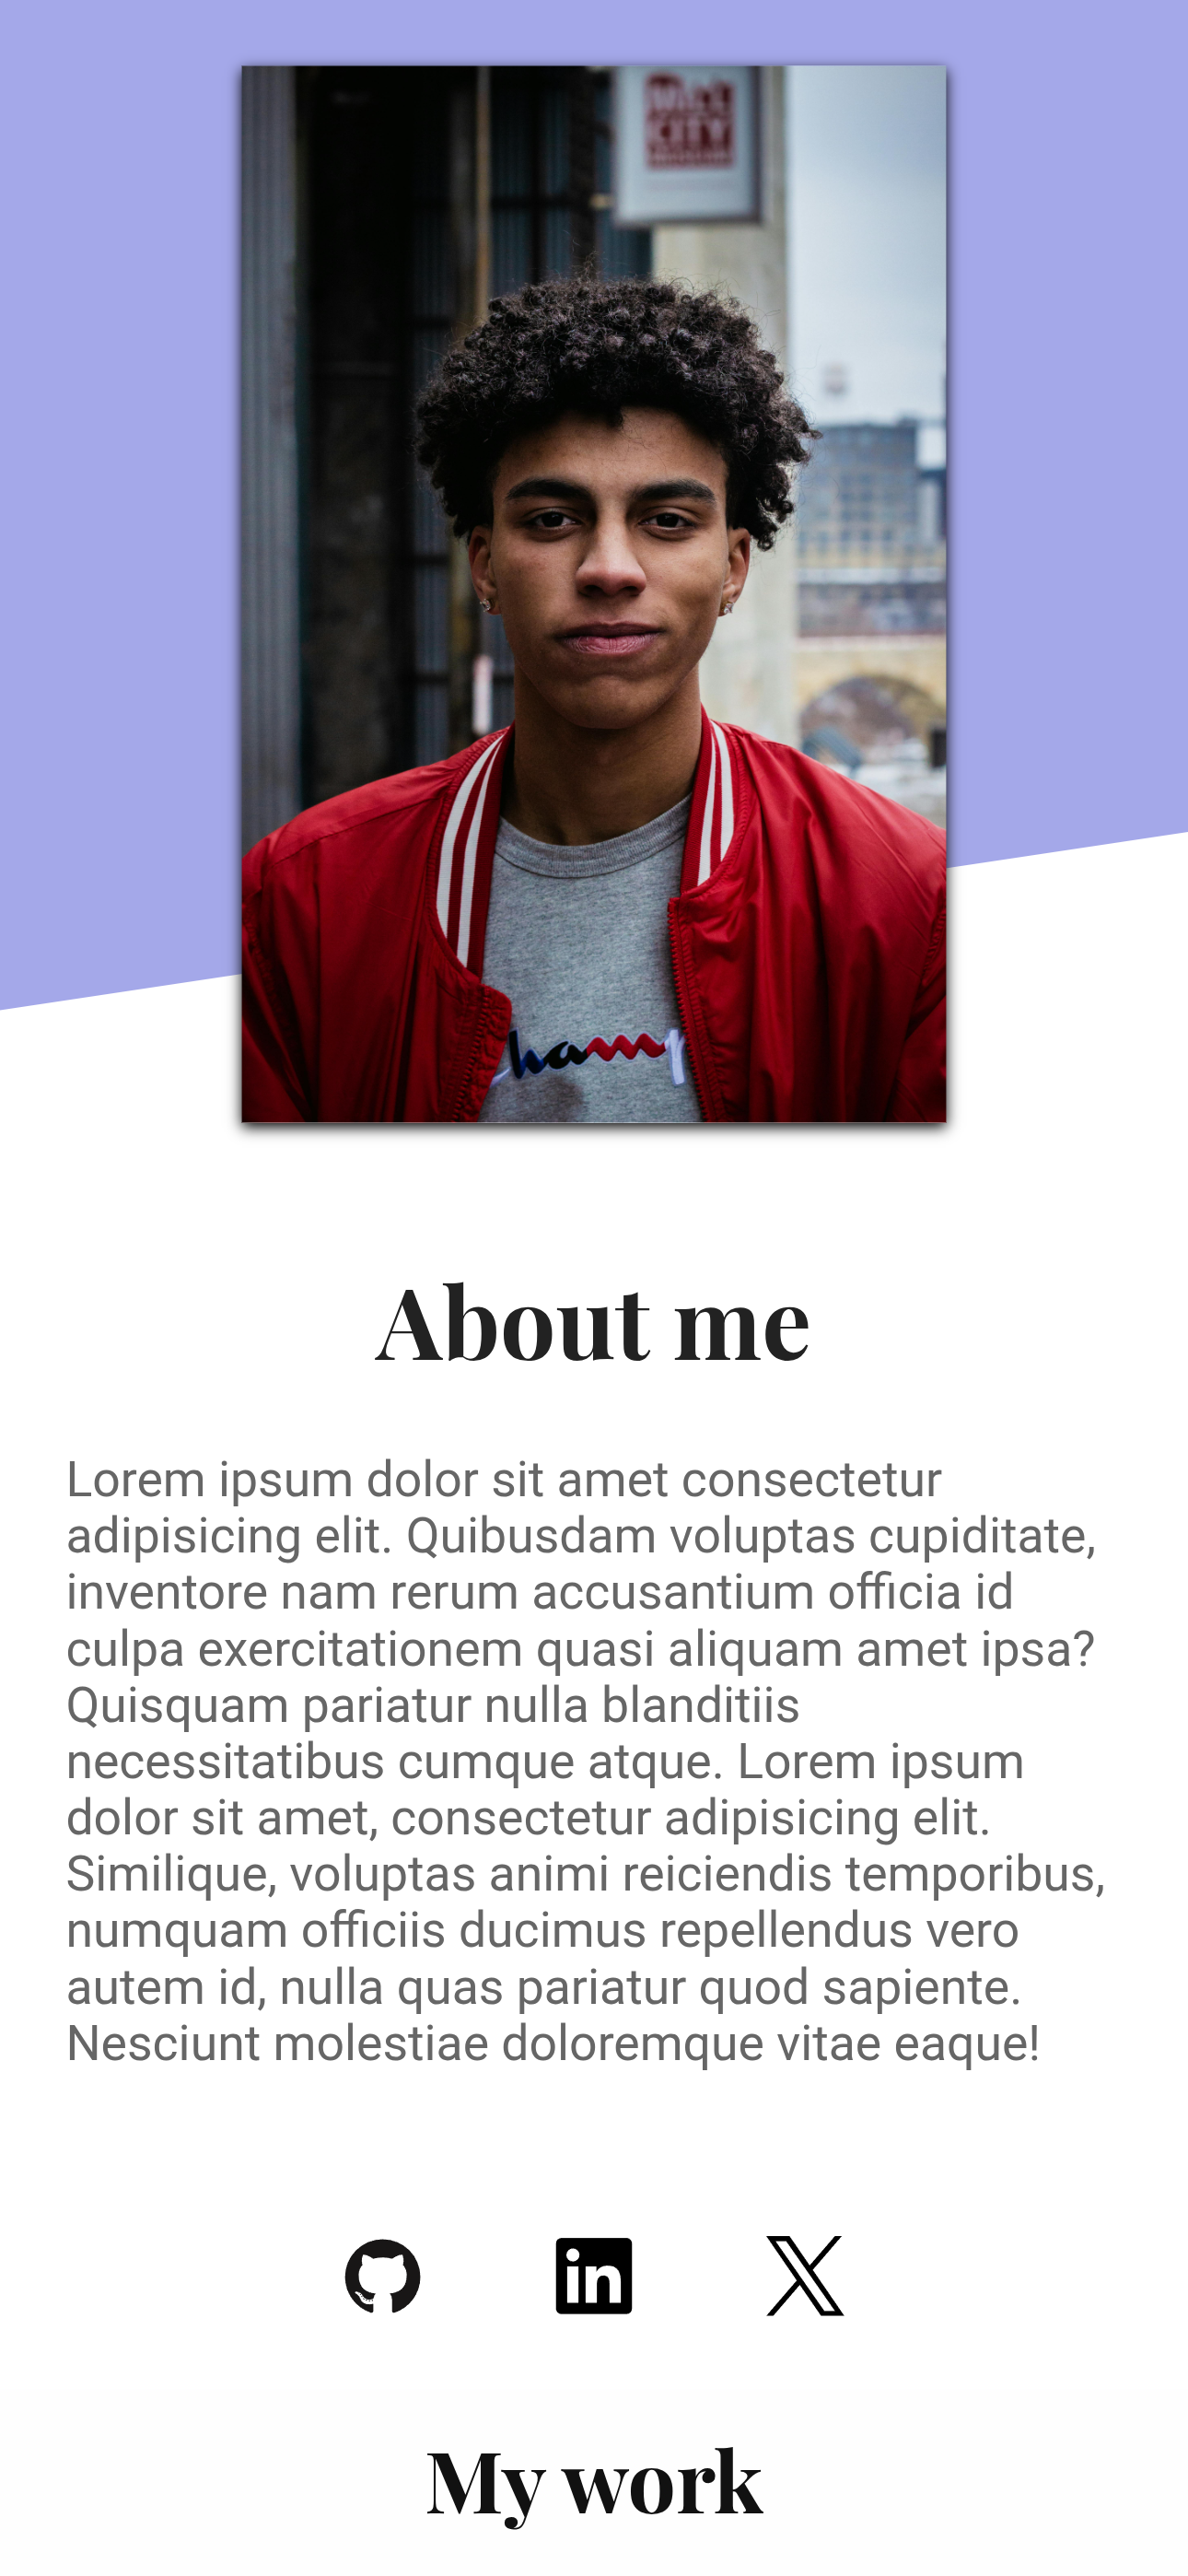 CITY
Champ
About me
Lorem ipsum dolor sit amet consectetur
adipisicing elit. Quibusdam voluptas cupiditate,
inventore nam rerum accusantium officia id
culpa exercitationem quasi aliquam amet ipsa?
Quisquam pariatur nulla blanditiis
necessitatibus cumque atque. Lorem ipsum
dolor sit amet, consectetur adipisicing elit.
Similique, voluptas animi reiciendis temporibus,
numquam officiis ducimus repellendus vero
autem id, nulla quas pariatur quod sapiente.
Nesciunt molestiae doloremque vitae eaque!
in
My work